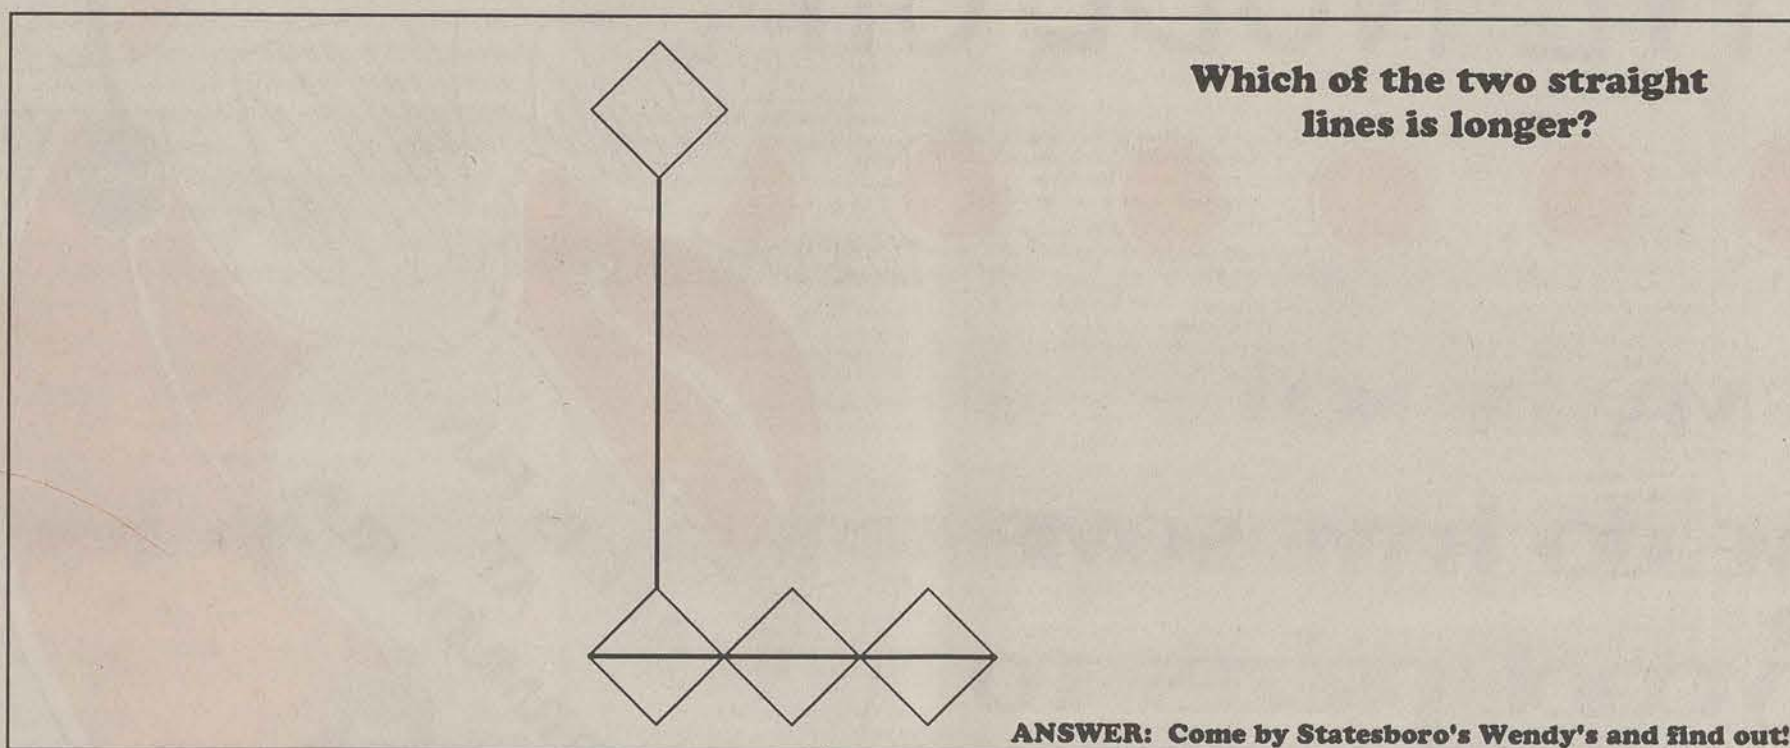 Which of the two straight
lines is longer?
ANSWER: Come by Statesboro's Wendy's and find out.